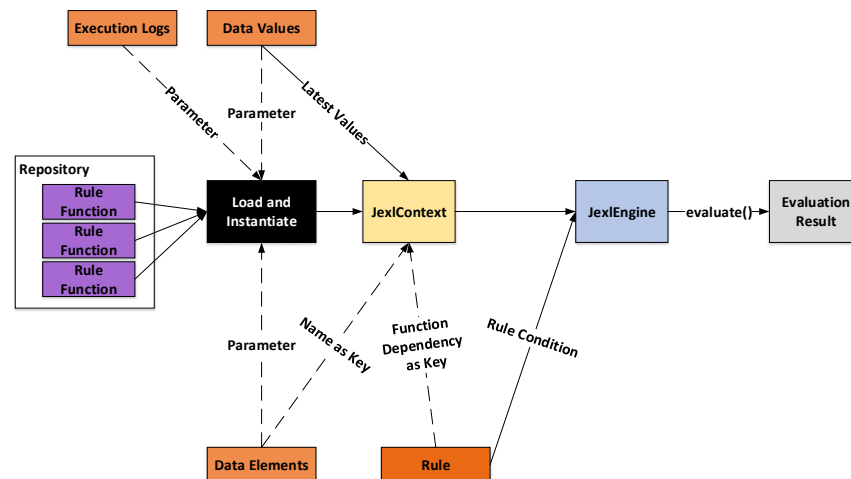 Execution Logs
Data Values
Parameter
Parameter
Latest Values
Repository
Rule
Function
Rule
Function
Rule
Function
Load and
Instantiate
JexlContext
JexlEngine
evaluate()
Evaluation
Result
Parameter
Name as Key
Function
Dependency
as Key
Rule Condition
Data Elements
Rule